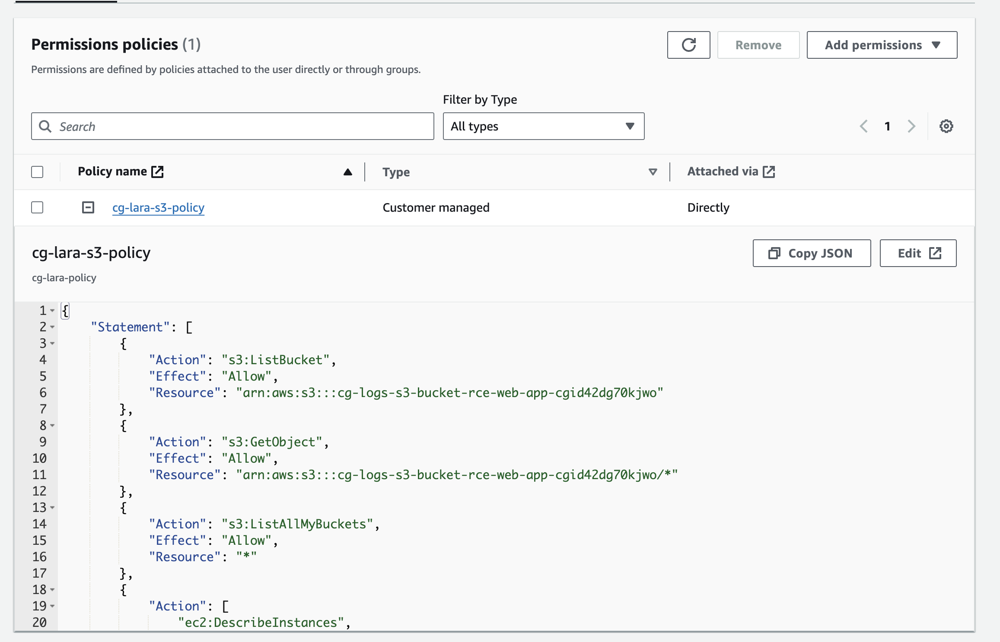 Permissions policies (1)
Remove
Add permissions
Permissions are defined by policies attached to the user directly or through groups.
Filter by Type
Search
All types
1
Policy name
Type
Attached via
cg-lara-s3-policy
Customer managed
Directly
cg-lara-s3-policy
Copy JSON
Edit
cg-lara-policy
1 {
2     "Statement": [
3         {
4             "Action": "s3:ListBucket",
5             "Effect": "Allow",
6             "Resource": "arn:aws:s3:::cg-logs-s3-bucket-rce-web-app-cgid42dg70kjwo"
7         },
8         {
9             "Action": "s3:GetObject",
10             "Effect": "Allow",
11             "Resource": "arn:aws:s3:::cg-logs-s3-bucket-rce-web-app-cgid42dg70kjwo/*"
12         },
13         {
14             "Action": "s3:ListAllMyBuckets",
15             "Effect": "Allow",
16             "Resource": "*"
17         },
18         {
19             "Action": [
20                 "ec2:DescribeInstances",